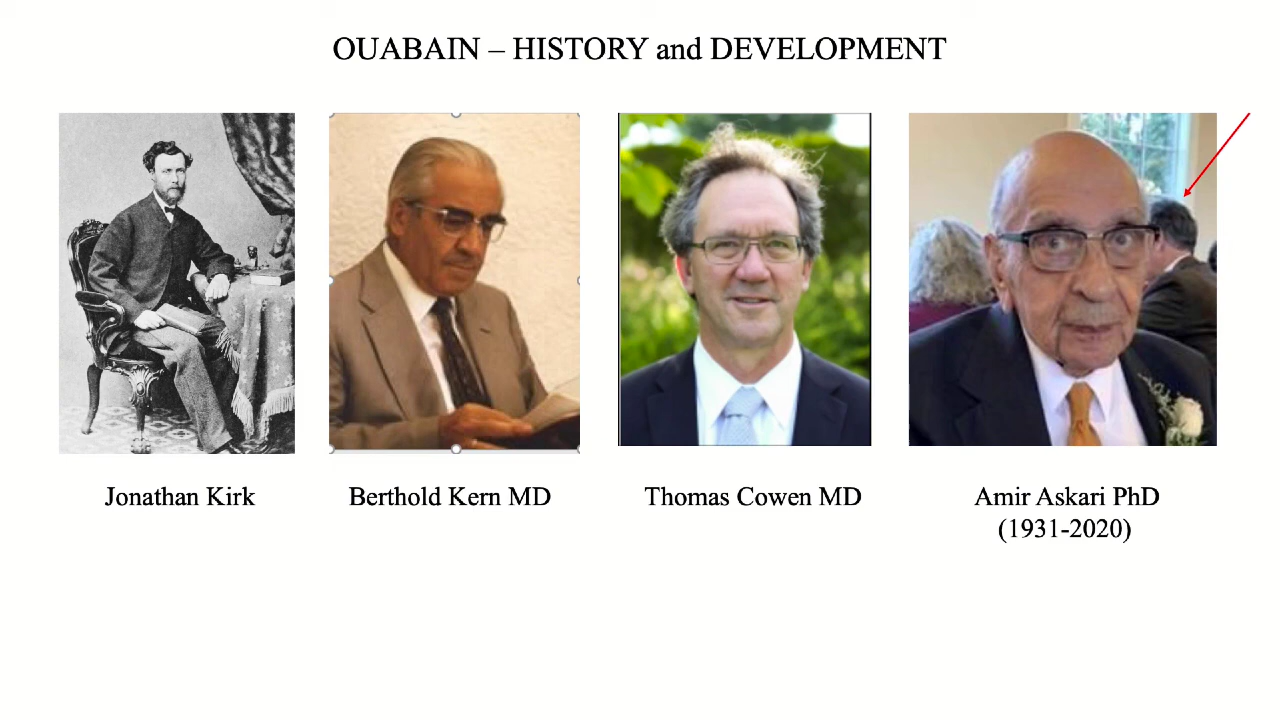 OUABAIN – HISTORY and DEVELOPMENT
Jonathan Kirk
Berthold Kern MD
Thomas Cowen MD
Amir Askari PhD
(1931-2020)